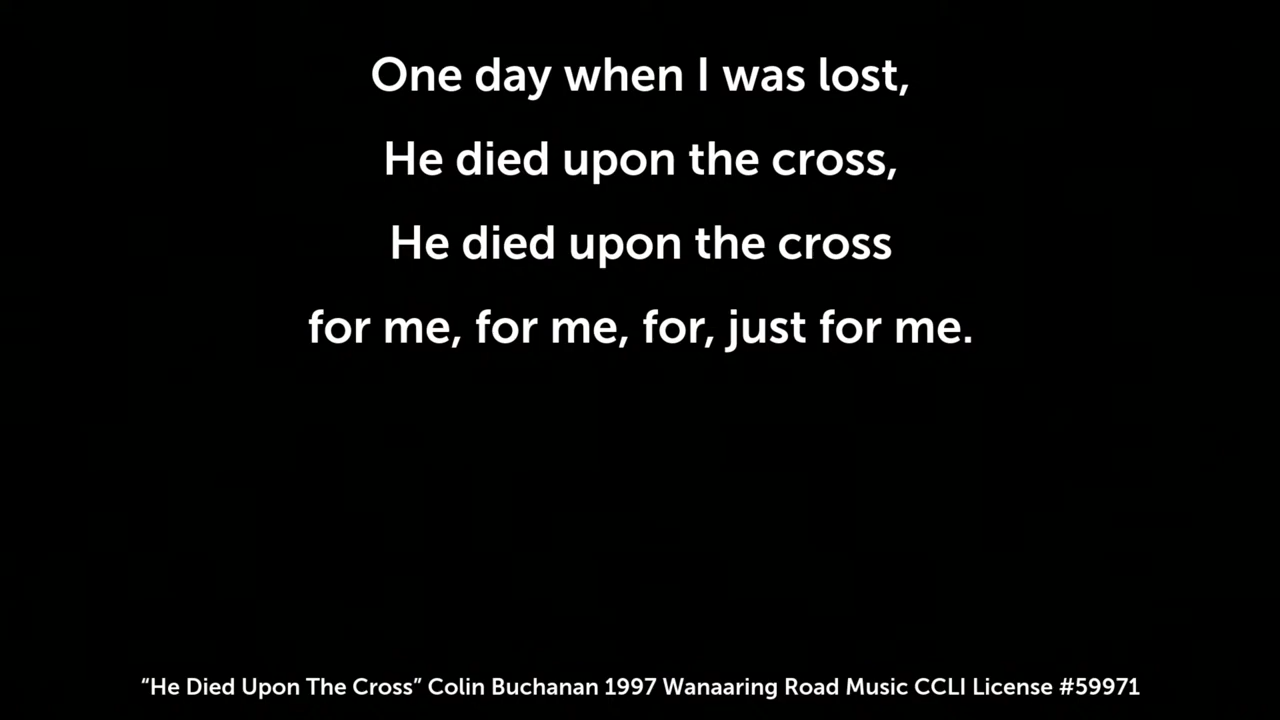 One day when I was lost,
He died upon the cross,
He died upon the cross
for me, for me, for, just for me.
“He Died Upon The Cross” Colin Buchanan 1997 Wanaaring Road Music CCLI License #59971